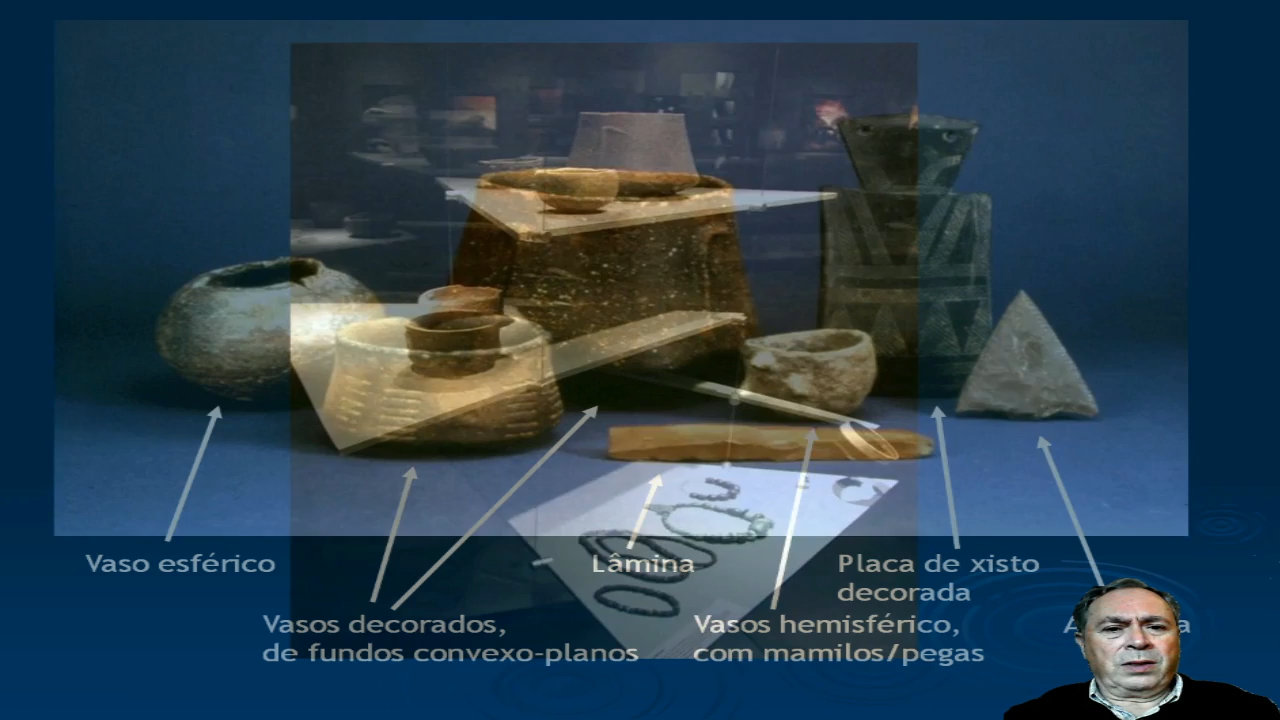 Vaso esférico
Lâmina
Placa de xisto
decorada
Vasos decorados,
de fundos convexo-planos
Vasos hemisférico,
com mamilos/pegas